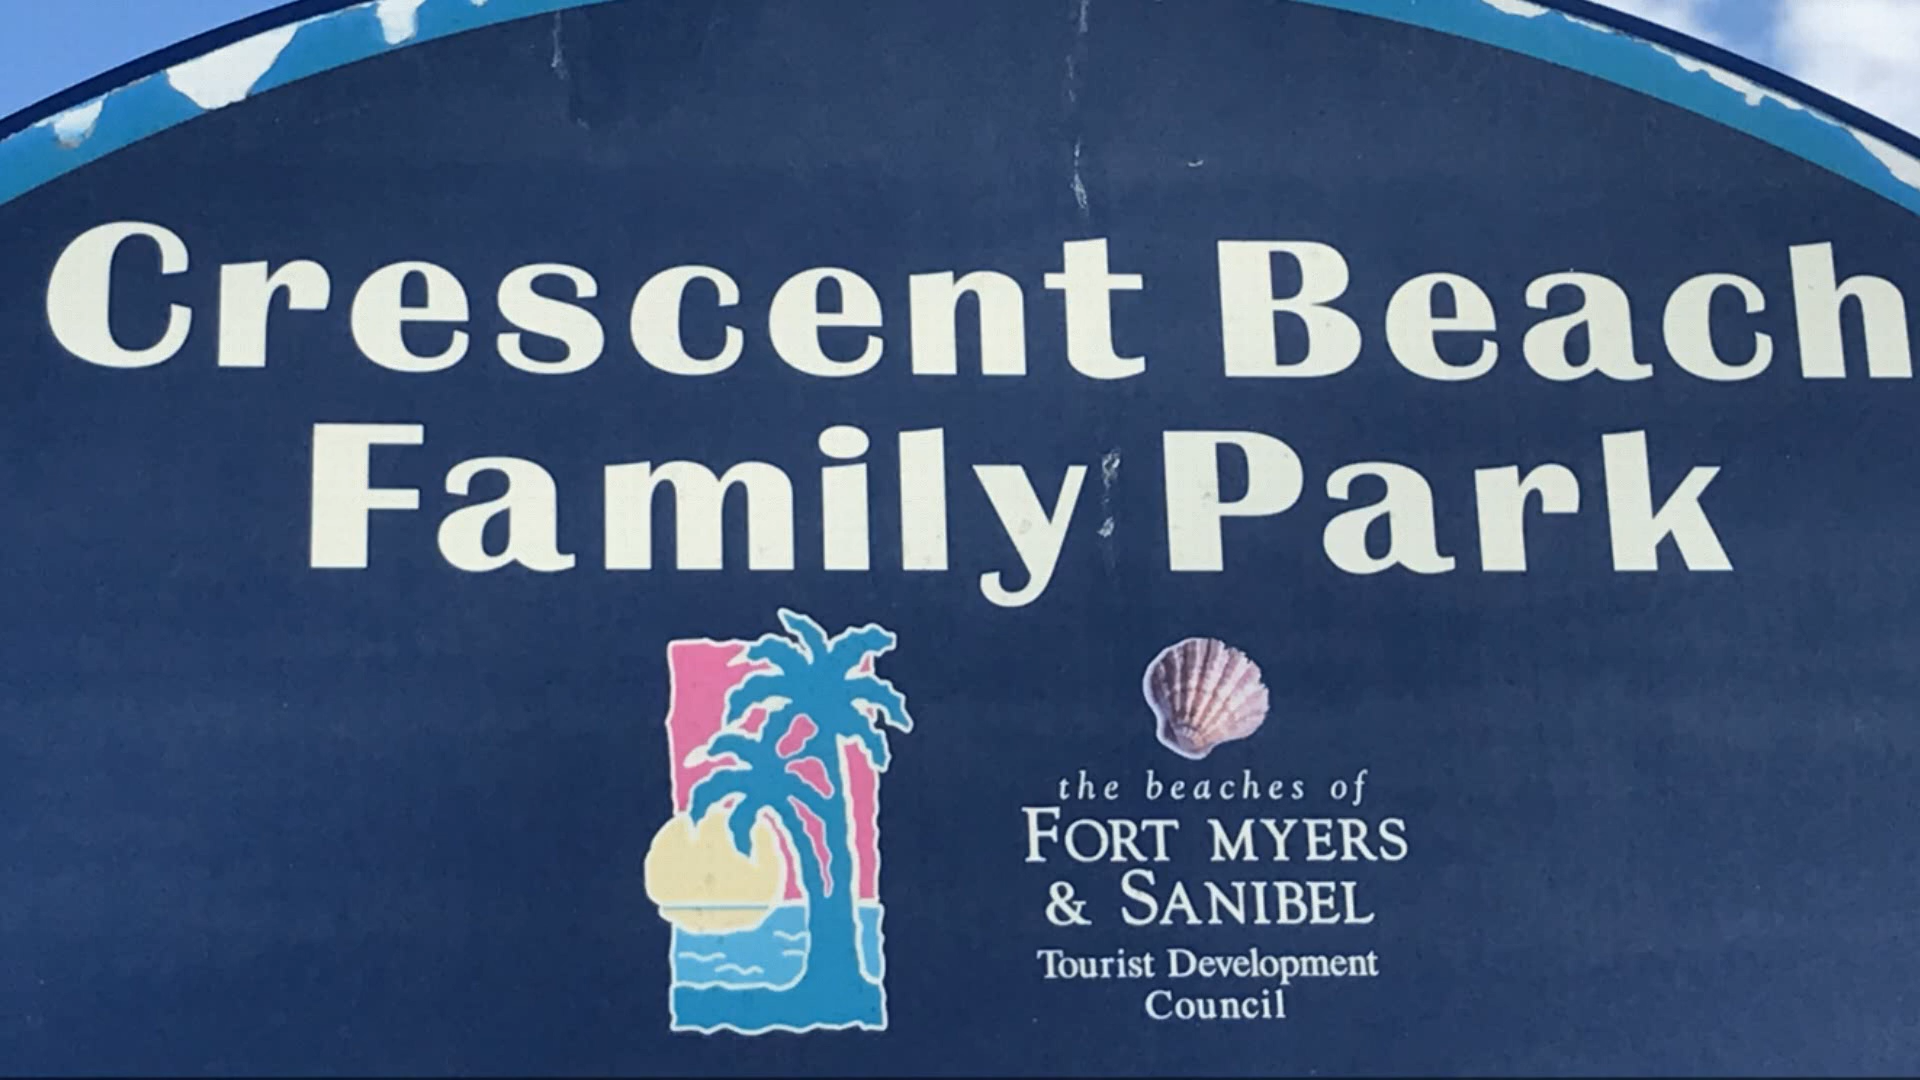 Crescent Beach
Family Park
the beaches of
FORT MYERS
& SANIBEL
Tourist Development
Council